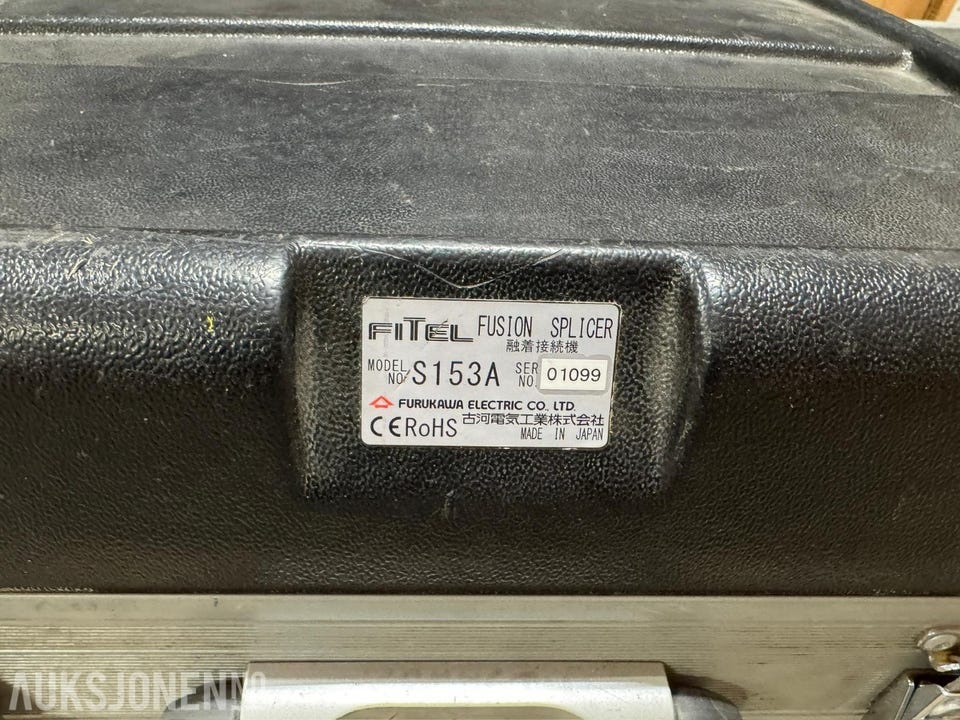 FITEL FUSION SPLICER
融着接続機
MODEL NO. S153A SER. NO. 01099
FURUKAWA ELECTRIC CO., LTD.
古河電気工業株式会社
CE RoHS MADE IN JAPAN
AUKSJONEN.NO